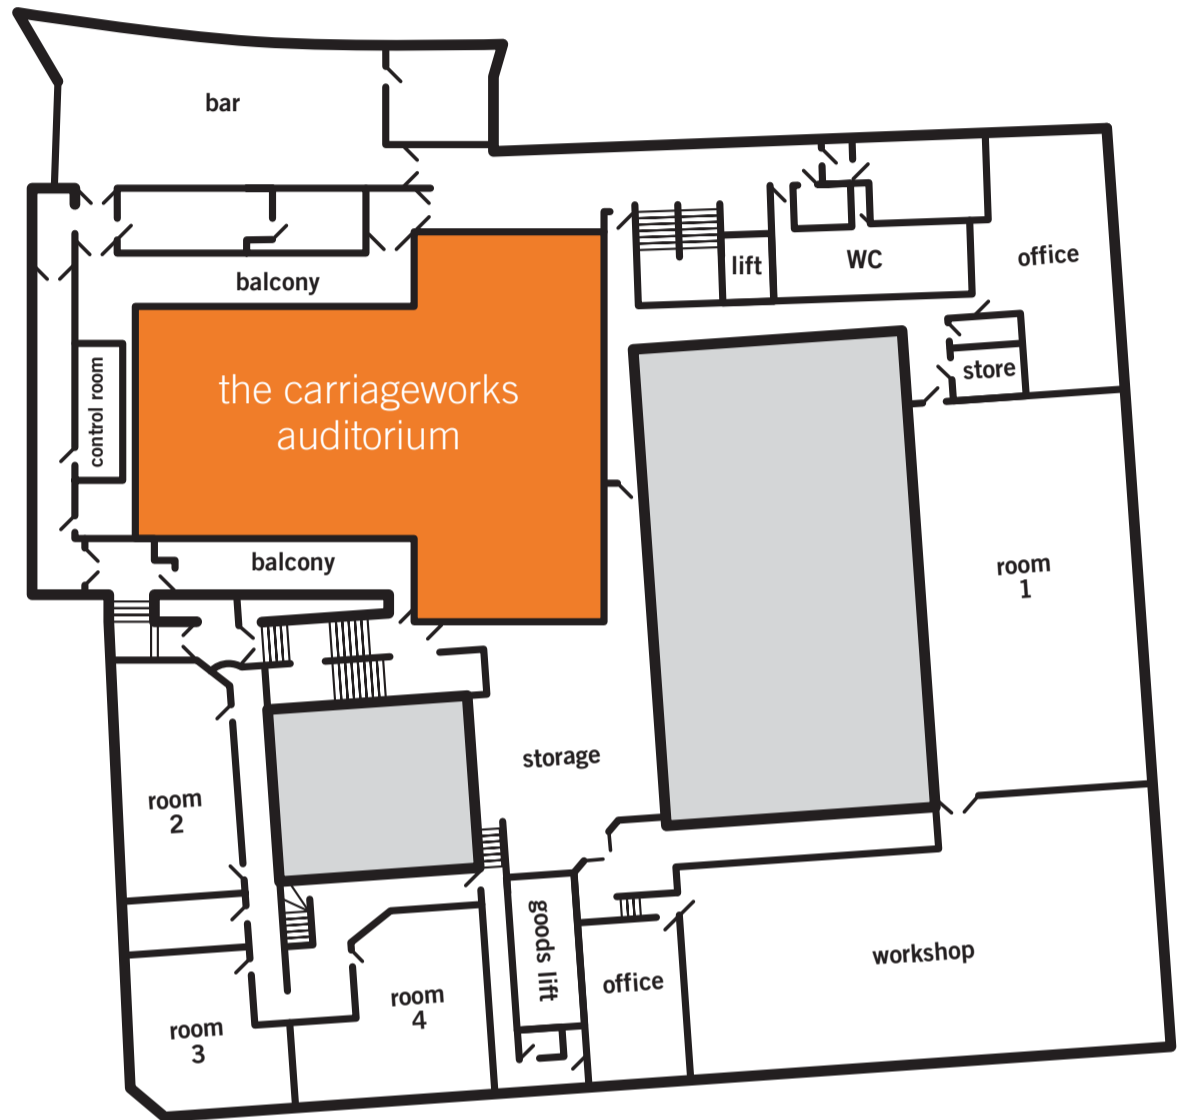 bar
balcony
lift
WC
office
control room
the carriageworks
auditorium
store
balcony
room
1
storage
room
2
goods lift
office
workshop
room
4
room
3